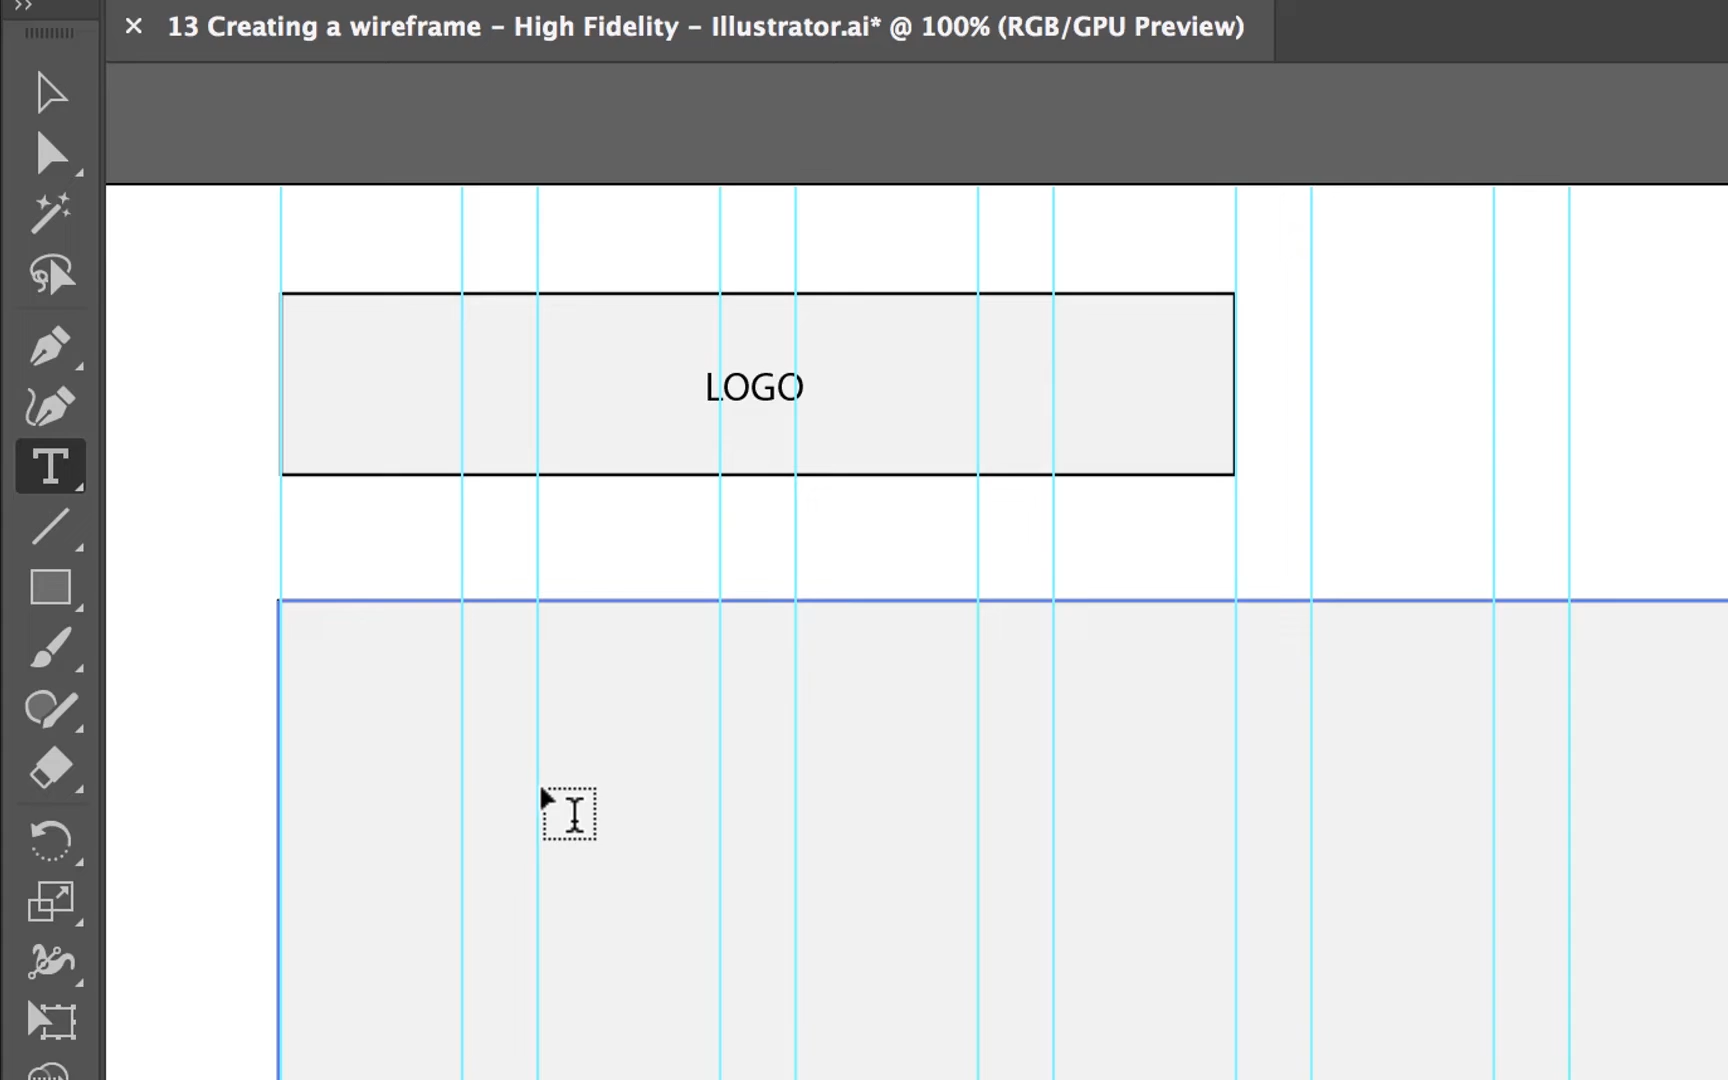 13 Creating a wireframe – High Fidelity – Illustrator.ai* @ 100% (RGB/GPU Preview)
LOGO